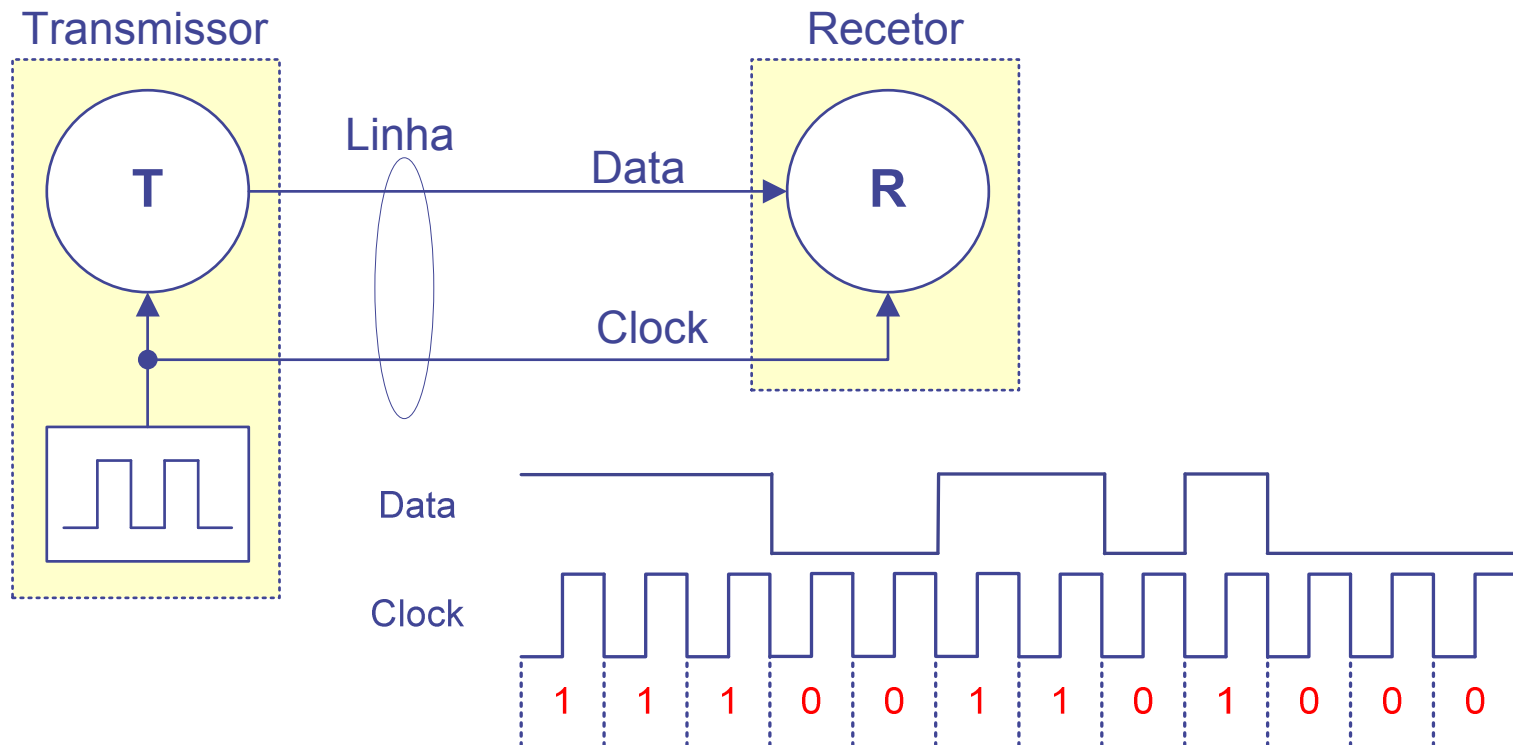 Transmissor
Recetor
Linha
T
Data
R
Clock
Data
Clock
1 1 1 0 0 1 1 0 1 0 0 0